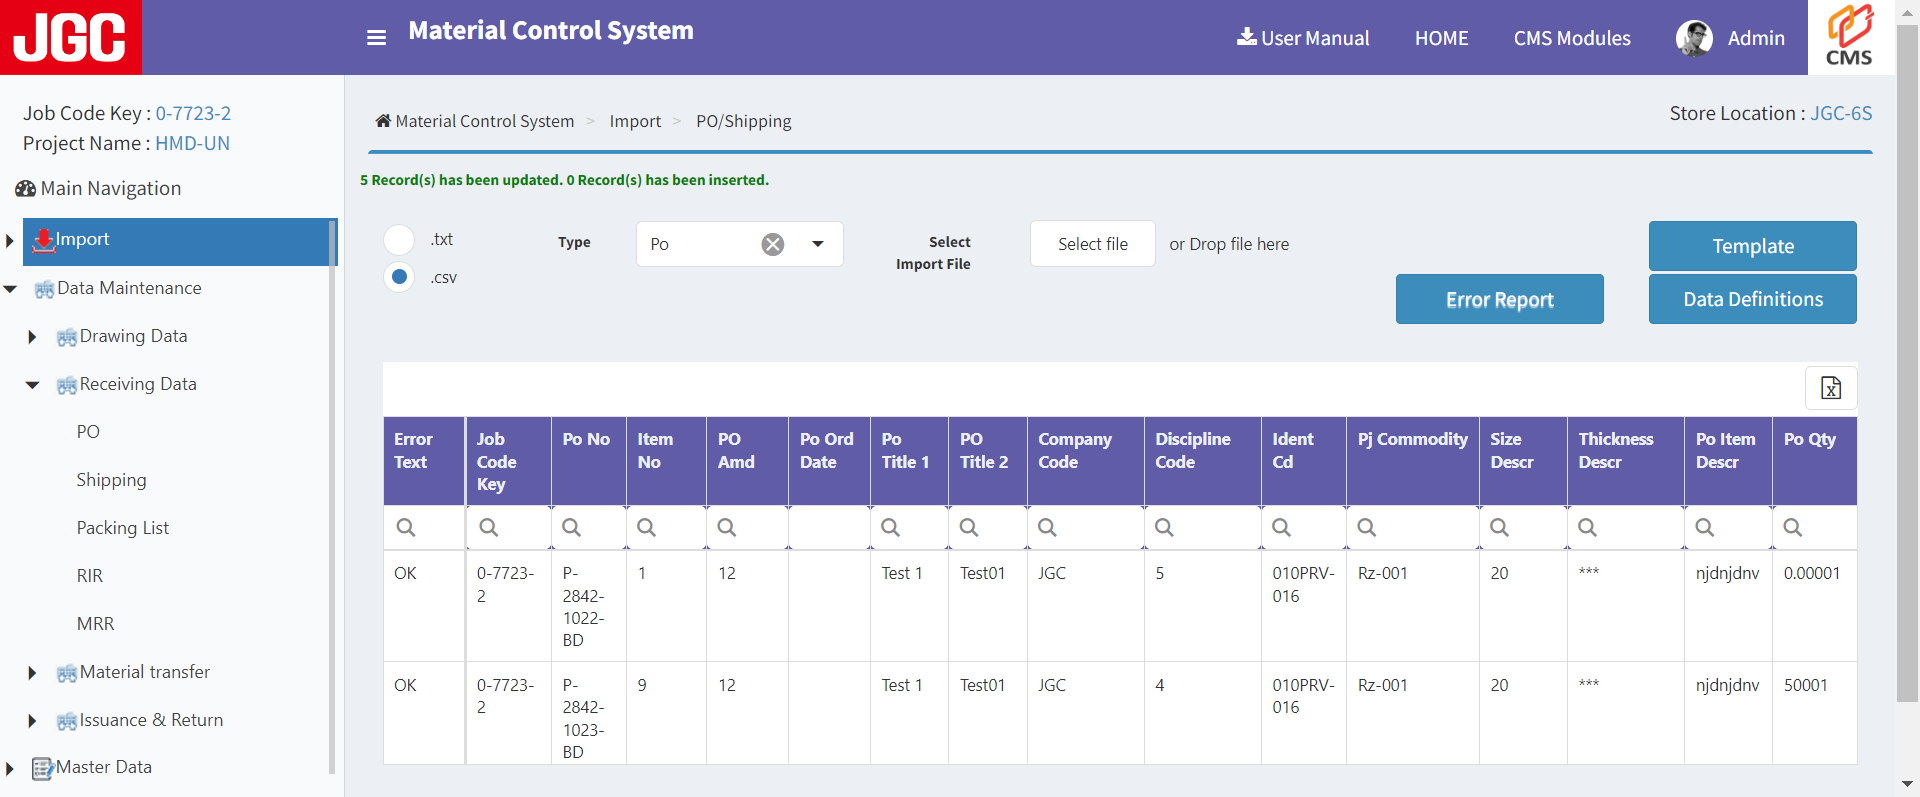 JGC
Material Control System
User Manual
HOME
CMS Modules
Admin
CMS
Job Code Key : 0-7723-2
Project Name : HMD-UN
Main Navigation
Import
Data Maintenance
Drawing Data
Receiving Data
PO
Shipping
Packing List
RIR
MRR
Material transfer
Issuance & Return
Master Data
Material Control System > Import > PO/Shipping
Store Location : JGC-6S
5 Record(s) has been updated. 0 Record(s) has been inserted.
.txt
.csv
Type
Po
Select
Import File
Select file
or Drop file here
Template
Error Report
Data Definitions
Error
Text
Job
Code
Key
Po No
Item
No
PO
Amd
Po Ord
Date
Po
Title 1
PO
Title 2
Company
Code
Discipline
Code
Ident
Cd
Pj Commodity
Size
Descr
Thickness
Descr
Po Item
Descr
Po Qty
OK
0-7723-
2
P-
2842-
1022-
BD
1
12
Test 1
Test01
JGC
5
010PRV-
016
Rz-001
20
***
njdnjdnv
0.00001
OK
0-7723-
2
P-
2842-
1023-
BD
9
12
Test 1
Test01
JGC
4
010PRV-
016
Rz-001
20
***
njdnjdnv
50001